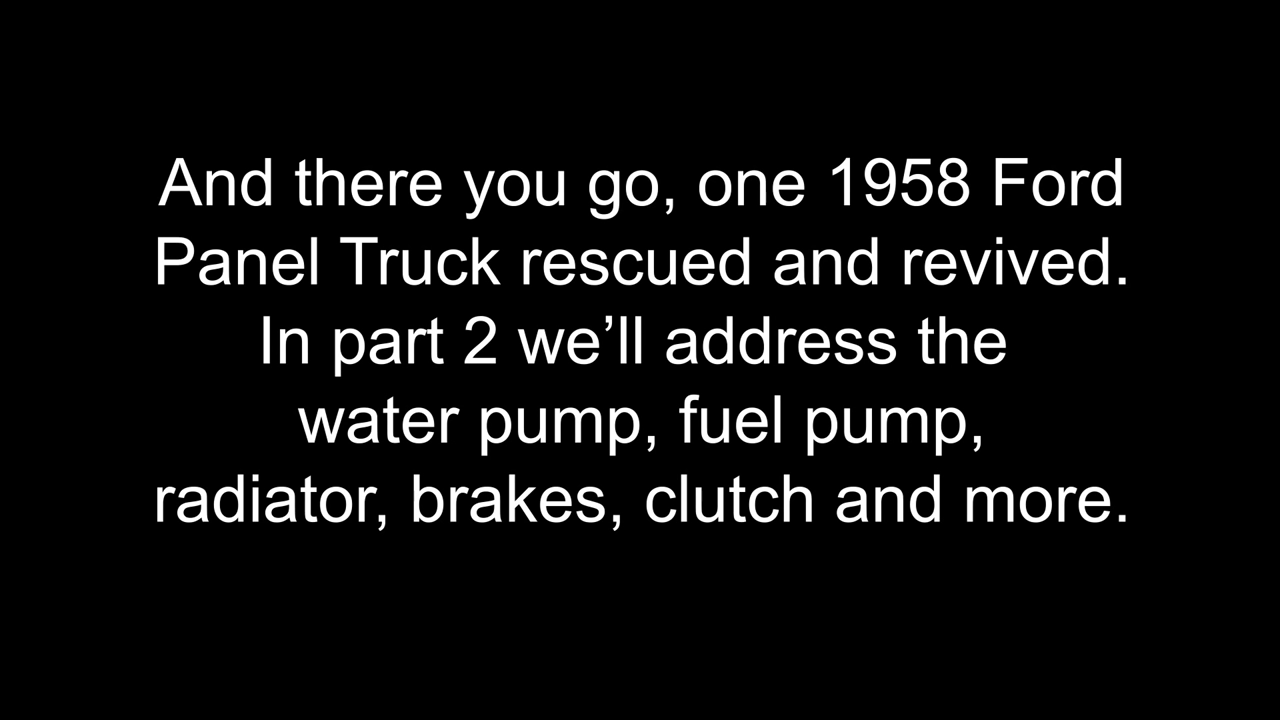 And there you go, one 1958 Ford
Panel Truck rescued and revived.
In part 2 we’ll address the
water pump, fuel pump,
radiator, brakes, clutch and more.